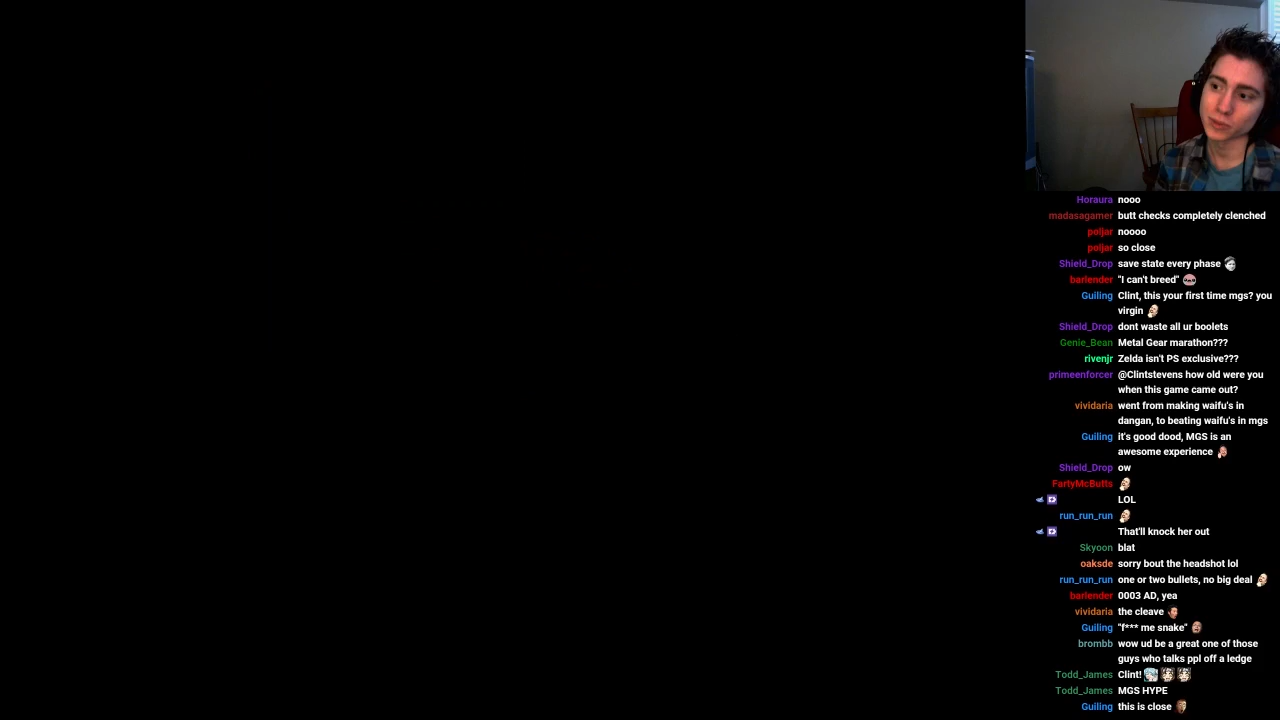 Horaura nooo
madasagamer butt checks completely clenched
poljar noooo
poljar so close
Shield_Drop save state every phase
barlender "I can't breed"
Guiling Clint, this your first time mgs? you
virgin
Shield_Drop dont waste all ur boolets
Genie_Bean Metal Gear marathon???
rivenjr Zelda isn't PS exclusive???
primeenforcer @Clintstevens how old were you
when this game came out?
vividaria went from making waifu's in
dangan, to beating waifu's in mgs
Guiling it's good dood, MGS is an
awesome experience
Shield_Drop ow
FartyMcButts
LOL
run_run_run
That'll knock her out
Skyoon blat
oaksde sorry bout the headshot lol
run_run_run one or two bullets, no big deal
barlender 0003 AD, yea
vividaria the cleave
Guiling "f*** me snake"
brombb wow ud be a great one of those
guys who talks ppl off a ledge
Todd_James Clint!
Todd_James MGS HYPE
Guiling this is close